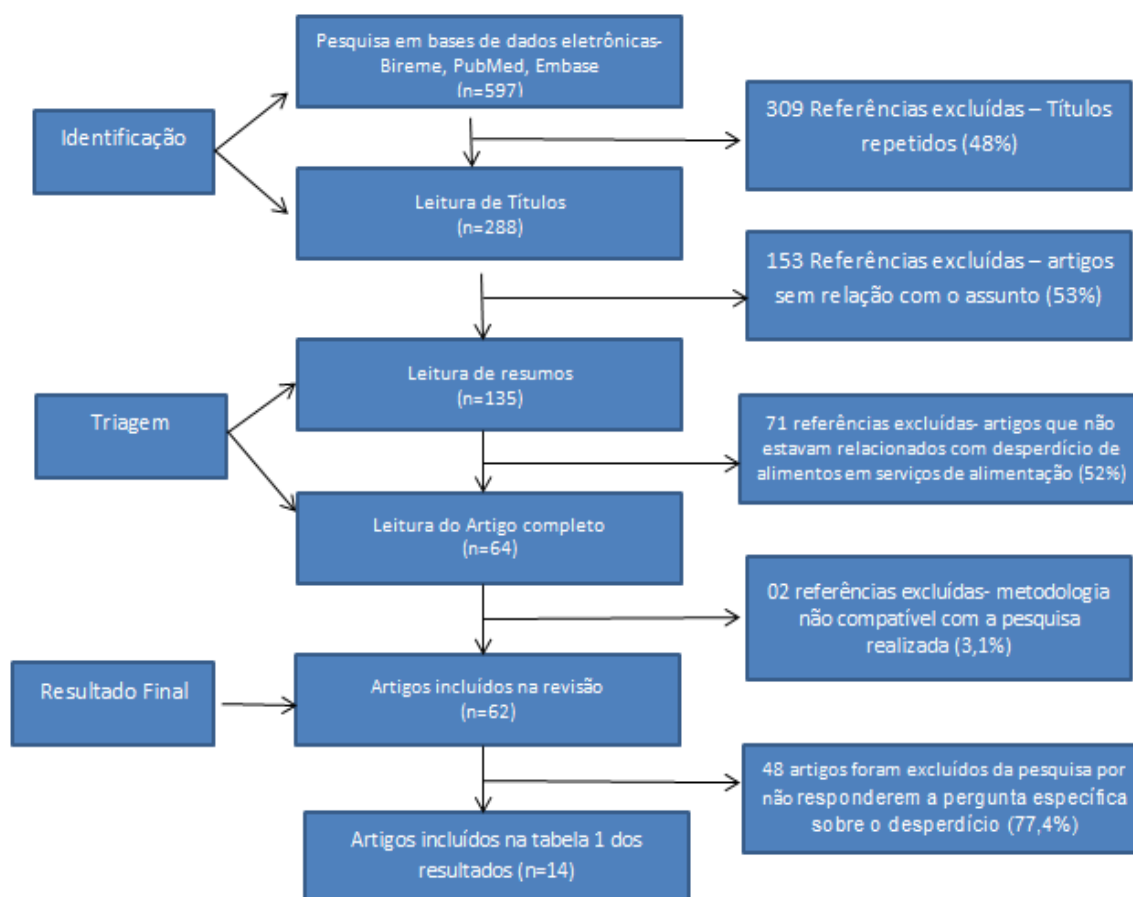 Pesquisa em bases de dados eletrônicas-
Bireme, PubMed, Embase
(n=597)
309 Referências excluídas – Títulos
repetidos (48%)
Identificação
Leitura de Títulos
(n=288)
153 Referências excluídas – artigos
sem relação com o assunto (53%)
Leitura de resumos
(n=135)
Triagem
71 referências excluídas- artigos que não
estavam relacionados com desperdício de
alimentos em serviços de alimentação (52%)
Leitura do Artigo completo
(n=64)
02 referências excluídas- metodologia
não compatível com a pesquisa
realizada (3,1%)
Resultado Final
Artigos incluídos na revisão
(n=62)
48 artigos foram excluídos da pesquisa por
não responderem a pergunta específica
sobre o desperdício (77,4%)
Artigos incluídos na tabela 1 dos
resultados (n=14)